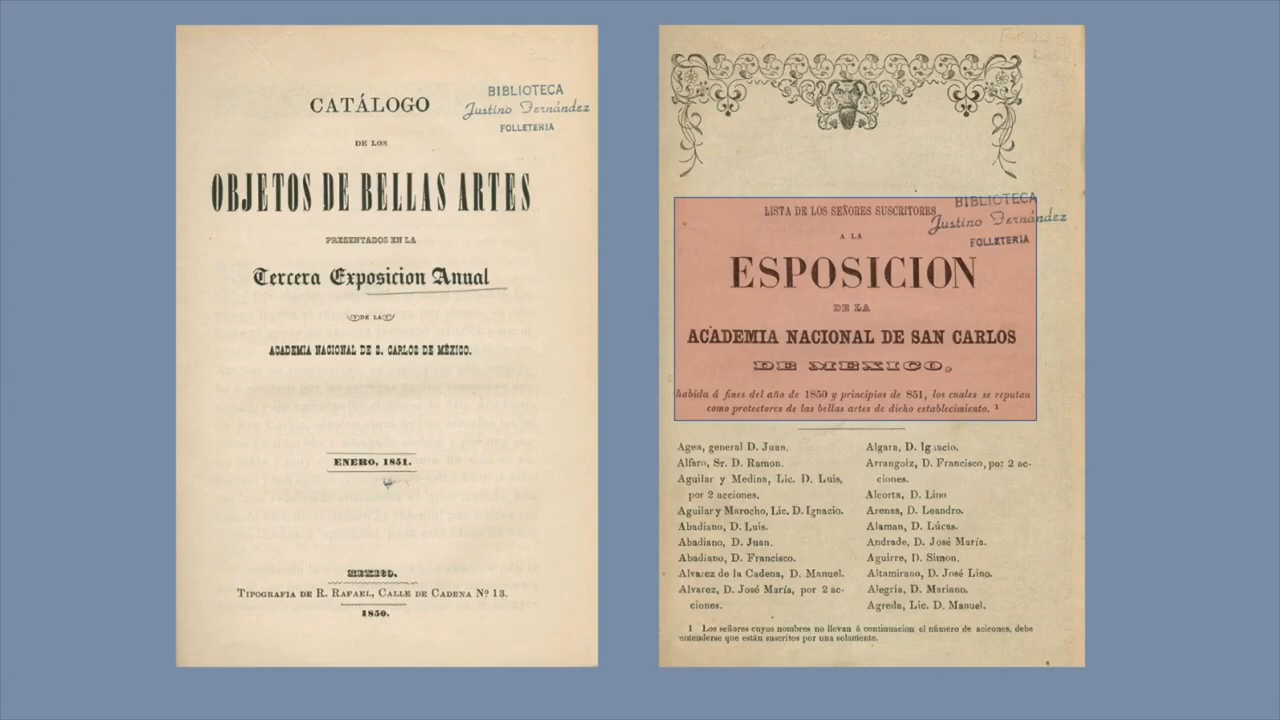 CATÁLOGO
DE LOS
OBJETOS DE BELLAS ARTES
PRESENTADOS EN LA
Tercera Exposicion Anual
DE LA
ACADEMIA NACIONAL DE S. CARLOS DE MÉXICO.
ENERO, 1851.
MEXICO.
TIPOGRAFIA DE R. RAFAEL, CALLE DE CADENA Nº 13.
1850.
BIBLIOTECA
Justino Fernández
FOLLETERIA
LISTA DE LOS SEÑORES SUSCRITORES
A LA
ESPOSICION
DE LA
ACADEMIA NACIONAL DE SAN CARLOS
DE MEXICO,
habida á fines del año de 1850 y principios de 851, los cuales se reputan
como protectores de las bellas artes de dicho establecimiento. 1
BIBLIOTECA
Justino Fernández
FOLLETERIA
Agea, general D. Juan.
Alfaro, Sr. D. Ramon.
Aguilar y Medina, Lic. D. Luis,
por 2 acciones.
Aguilar y Marocho, Lic. D. Ignacio.
Abadiano, D. Luis.
Abadiano, D. Juan.
Abadiano, D. Francisco.
Alvarez de la Cadena, D. Manuel.
Alvarez, D. José María, por 2 ac-
ciones.
Algara, D. Ignacio.
Arrangoiz, D. Francisco, por 2 ac-
ciones.
Alcorta, D. Lino
Arenas, D. Leandro.
Alaman, D. Lúcas.
Andrade, D. José María.
Aguirre, D. Simon.
Altamirano, D. José Lino.
Alegría, D. Mariano.
Agreda, Lic. D. Manuel.
1 Los señores cuyos nombres no llevan á continuacion el número de acciones, debe
entenderse que están suscritos por una solamente.